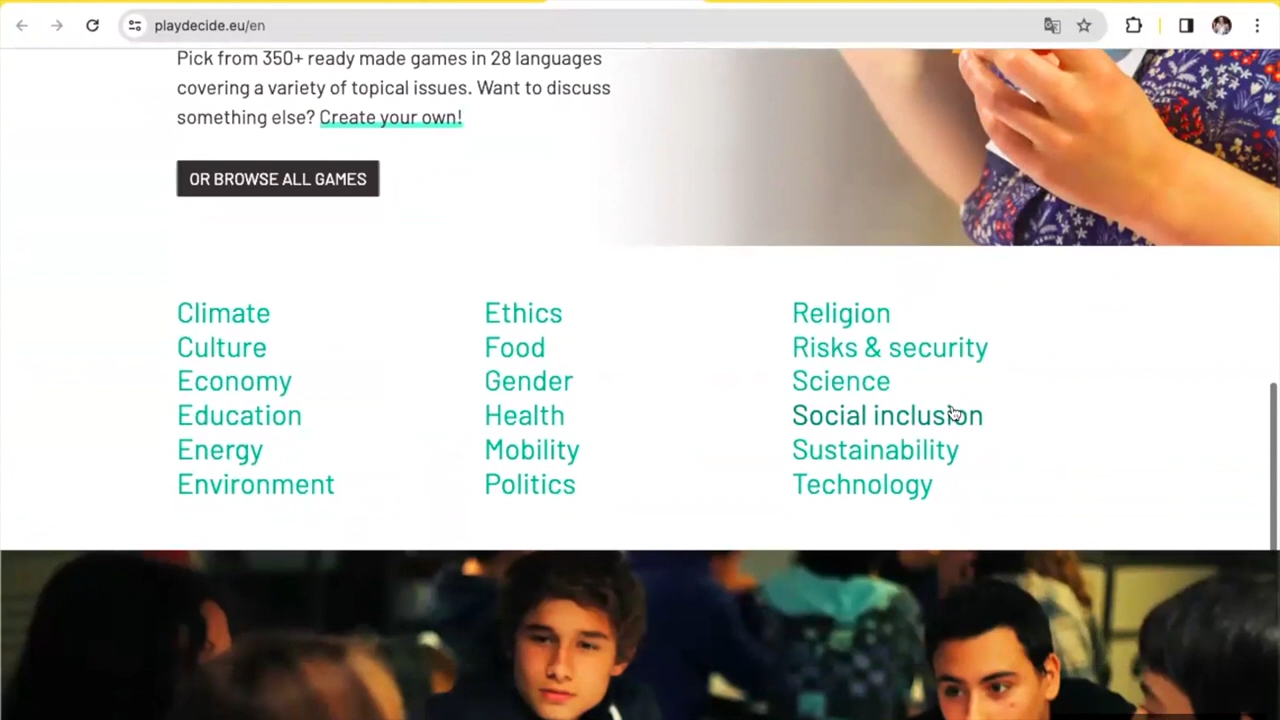 playdecide.eu/en
Pick from 350+ ready made games in 28 languages
covering a variety of topical issues. Want to discuss
something else? Create your own!
OR BROWSE ALL GAMES
Climate
Culture
Economy
Education
Energy
Environment
Ethics
Food
Gender
Health
Mobility
Politics
Religion
Risks & security
Science
Social inclusion
Sustainability
Technology